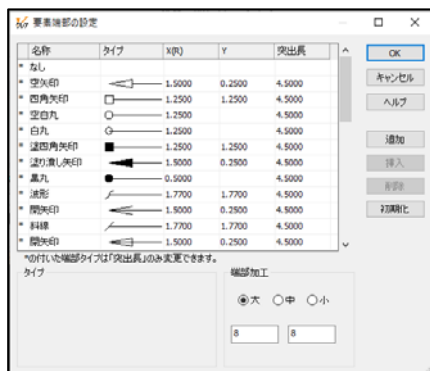 要素端部の設定
名称 タイプ X(R) Y 突出長
* なし
* 空矢印 1.5000 0.2500 4.5000
* 四角矢印 1.2500 1.2500 4.5000
* 空白丸 1.2500 4.5000
* 白丸 1.2500 4.5000
* 塗四角矢印 1.2500 1.2500 4.5000
* 塗り潰し矢印 1.5000 0.2500 4.5000
* 黒丸 0.5000 4.5000
* 波形 1.7700 1.7700 4.5000
* 開矢印 1.5000 0.2500 4.5000
* 斜線 1.7700 1.7700 4.5000
* 閉矢印 1.5000 0.2500 4.5000
*の付いた端部タイプは「突出長」のみ変更できます。
OK
キャンセル
ヘルプ
追加
挿入
削除
初期化
タイプ
端部加工
大 中 小
8 8